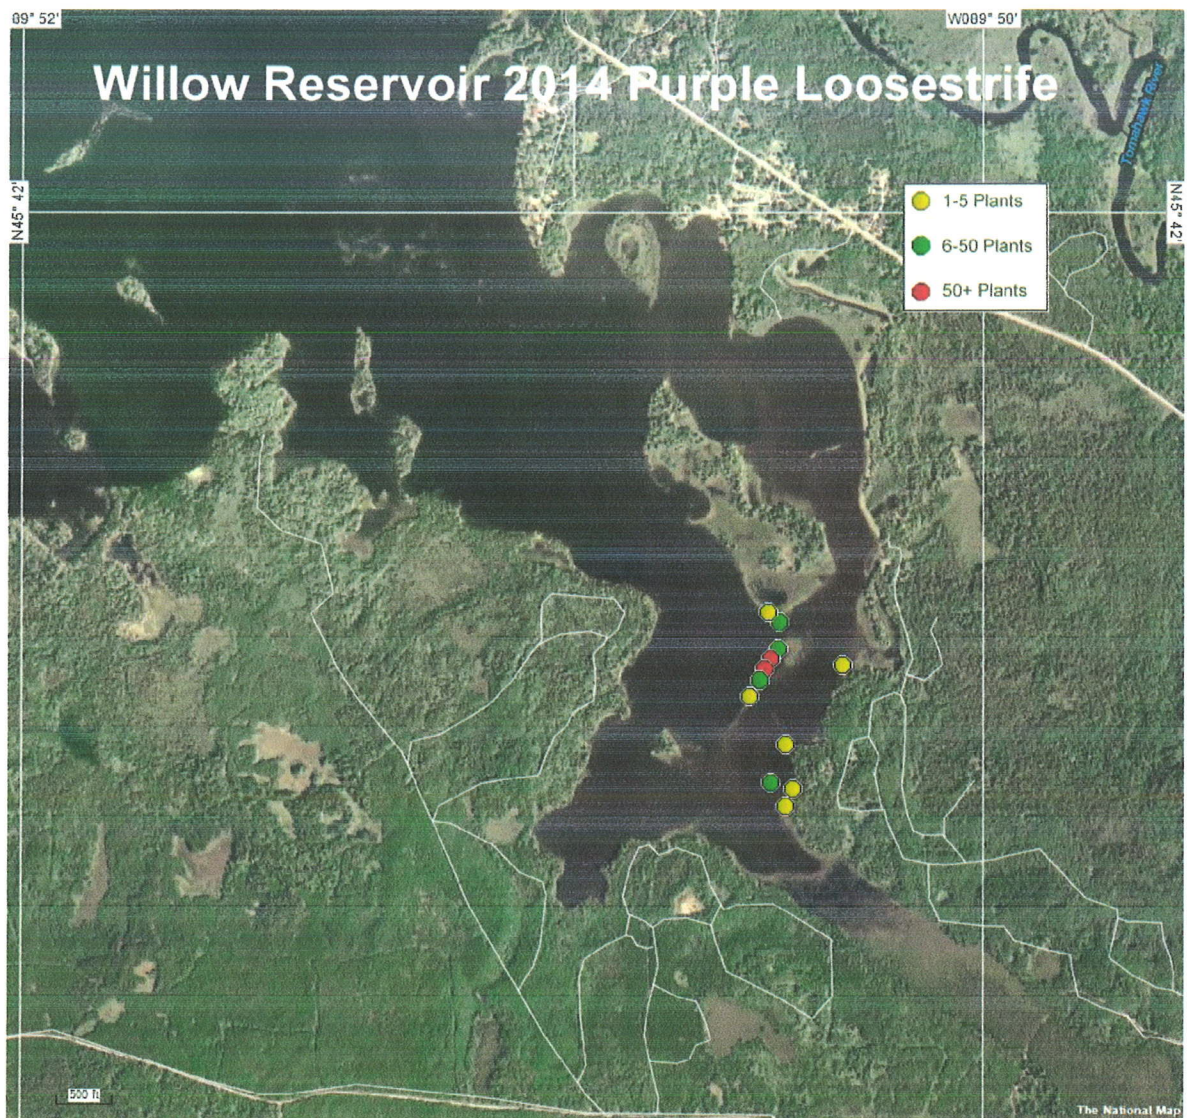 89° 52'
W089° 50'
Willow Reservoir 2014 Purple Loosestrife
Tomahawk River
N45° 42'
N45° 42'
1-5 Plants
6-50 Plants
50+ Plants
500 ft
The National Map